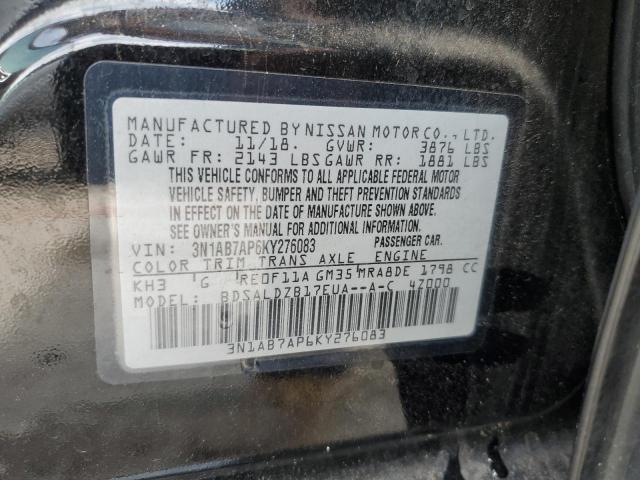 MANUFACTURED BY NISSAN MOTOR CO., LTD.
DATE: 11/18. GVWR: 3876 LBS
GAWR FR: 2143 LBS GAWR RR: 1881 LBS
THIS VEHICLE CONFORMS TO ALL APPLICABLE FEDERAL MOTOR
VEHICLE SAFETY, BUMPER AND THEFT PREVENTION STANDARDS
IN EFFECT ON THE DATE OF MANUFACTURE SHOWN ABOVE.
SEE OWNER'S MANUAL FOR ADDITIONAL INFORMATION.
VIN: 3N1AB7AP6KY276083 PASSENGER CAR.
COLOR TRIM TRANS AXLE ENGINE
KH3 G RE0F11A GM35 MRA8DE 1798 CC
BDSALDZB17EUA--A-C 4Z000
3N1AB7AP6KY276083